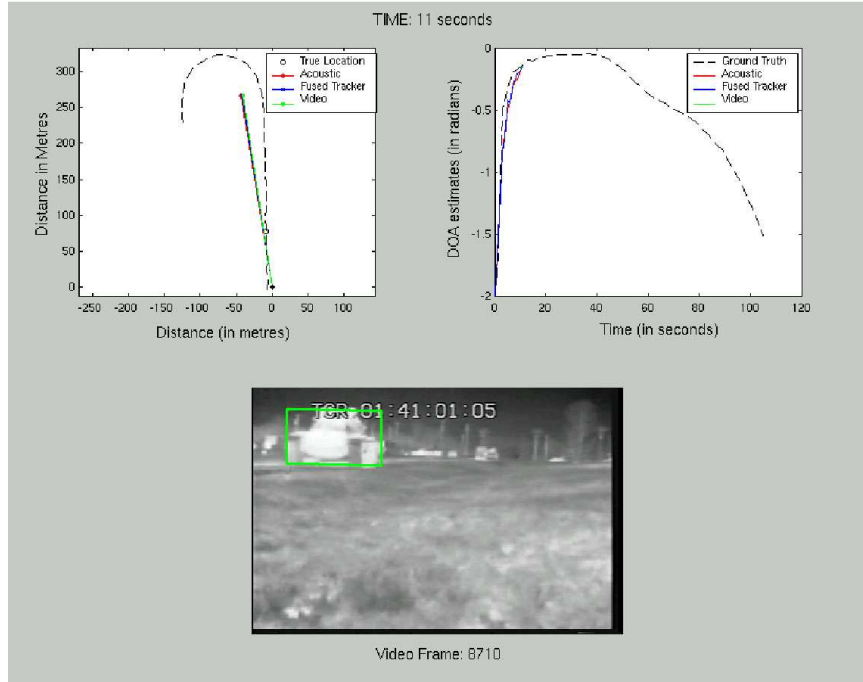 TIME: 11 seconds
True Location
Acoustic
Fused Tracker
Video
300
250
200
150
100
50
0
Distance in Metres
-250 -200 -150 -100 -50 0 50 100
Distance (in metres)
Ground Truth
Acoustic
Fused Tracker
Video
0
-0.5
-1
-1.5
-2
DOA estimates (in radians)
0 20 40 60 80 100 120
Time (in seconds)
TCR 01:41:01:05
Video Frame: 8710